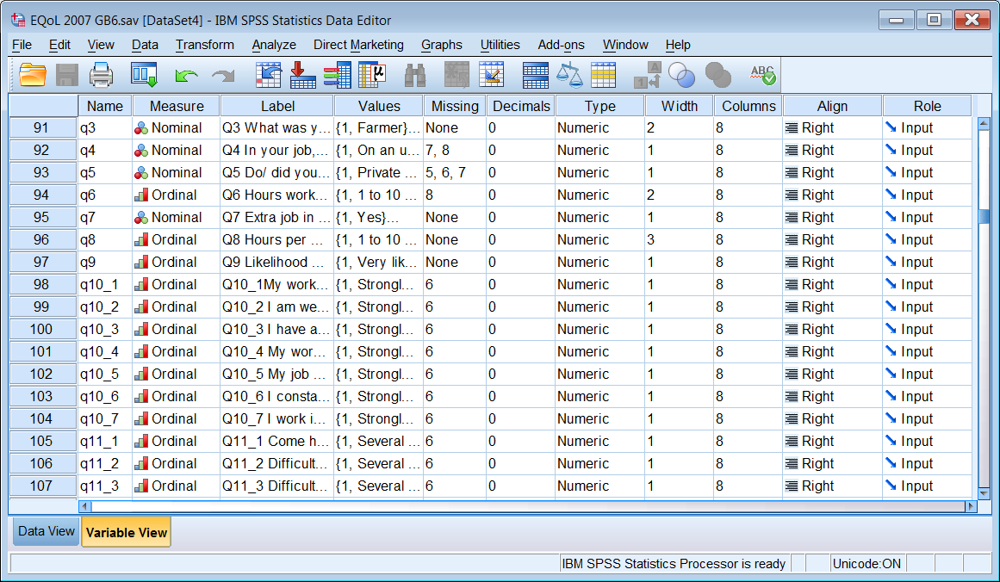 EQoL 2007 GB6.sav [DataSet4] - IBM SPSS Statistics Data Editor
File Edit View Data Transform Analyze Direct Marketing Graphs Utilities Add-ons Window Help
A
ABC
Name Measure Label Values Missing Decimals Type Width Columns Align Role
91 q3 Nominal Q3 What was y... {1, Farmer}... None 0 Numeric 2 8 Right Input
92 q4 Nominal Q4 In your job,... {1, On an u... 7, 8 0 Numeric 1 8 Right Input
93 q5 Nominal Q5 Do/ did you... {1, Private ... 5, 6, 7 0 Numeric 1 8 Right Input
94 q6 Ordinal Q6 Hours work... {1, 1 to 10 ... 8 0 Numeric 2 8 Right Input
95 q7 Nominal Q7 Extra job in ... {1, Yes}... None 0 Numeric 1 8 Right Input
96 q8 Ordinal Q8 Hours per ... {1, 1 to 10 ... None 0 Numeric 3 8 Right Input
97 q9 Ordinal Q9 Likelihood ... {1, Very lik... None 0 Numeric 1 8 Right Input
98 q10_1 Ordinal Q10_1My work... {1, Strongl... 6 0 Numeric 1 8 Right Input
99 q10_2 Ordinal Q10_2 I am we... {1, Strongl... 6 0 Numeric 1 8 Right Input
100 q10_3 Ordinal Q10_3 I have a... {1, Strongl... 6 0 Numeric 1 8 Right Input
101 q10_4 Ordinal Q10_4 My wor... {1, Strongl... 6 0 Numeric 1 8 Right Input
102 q10_5 Ordinal Q10_5 My job ... {1, Strongl... 6 0 Numeric 1 8 Right Input
103 q10_6 Ordinal Q10_6 I consta... {1, Strongl... 6 0 Numeric 1 8 Right Input
104 q10_7 Ordinal Q10_7 I work i... {1, Strongl... 6 0 Numeric 1 8 Right Input
105 q11_1 Ordinal Q11_1 Come h... {1, Several ... 6 0 Numeric 1 8 Right Input
106 q11_2 Ordinal Q11_2 Difficult... {1, Several ... 6 0 Numeric 1 8 Right Input
107 q11_3 Ordinal Q11_3 Difficult... {1, Several ... 6 0 Numeric 1 8 Right Input
Data View Variable View
IBM SPSS Statistics Processor is ready Unicode:ON